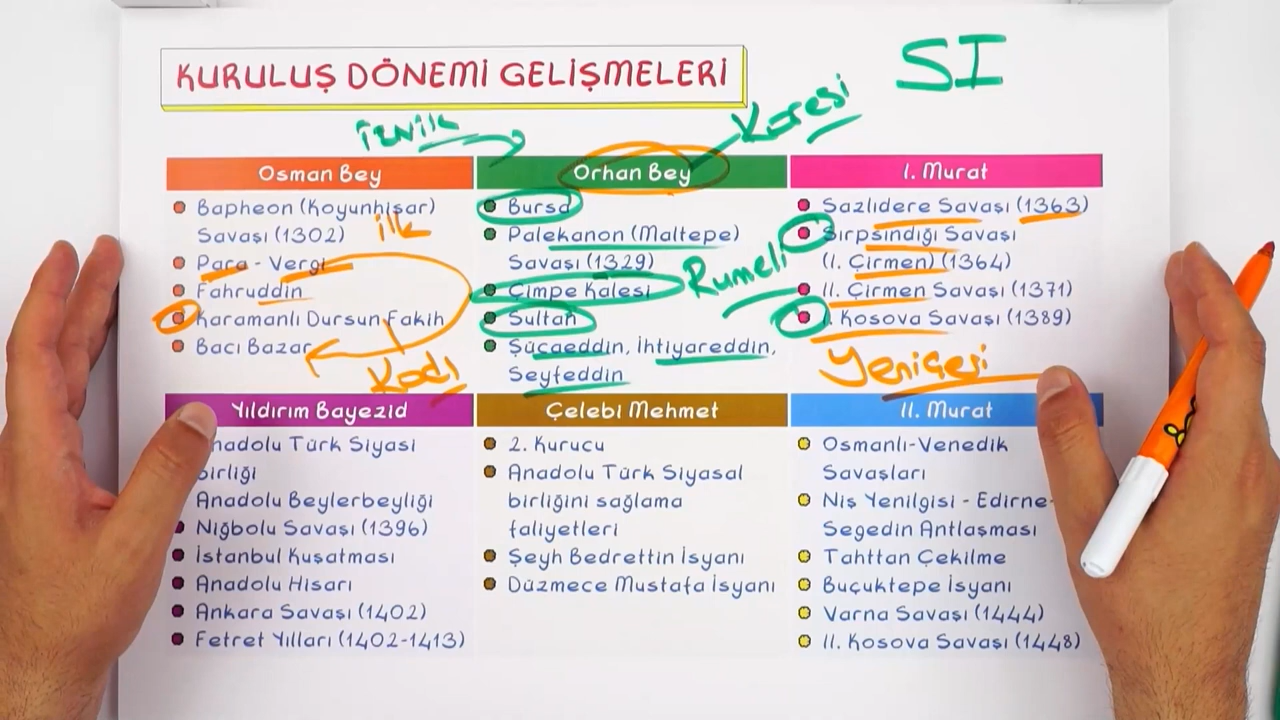 KURULUŞ DÖNEMİ GELİŞMELERİ
SI
İznik
Karesi
Osman Bey
Bapheon (Koyunhisar)
Savaşı (1302)
ilk
Para - Vergi
Fahruddin
Karamanlı Dursun Fakih
Bacı Bazar
Kadı
Orhan Bey
Bursa
Palekanon (Maltepe)
Savaşı (1329)
Çimpe Kalesi
Rumeli
Sultan
Şücaeddin, İhtiyareddin,
Seyfeddin
I. Murat
Sazlıdere Savaşı (1363)
Sırpsındığı Savaşı
(I. Çirmen) (1364)
II. Çirmen Savaşı (1371)
. Kosova Savaşı (1389)
Yeniçeri
Yıldırım Bayezid
Anadolu Türk Siyasi
Birliği
Anadolu Beylerbeyliği
Niğbolu Savaşı (1396)
İstanbul Kuşatması
Anadolu Hisarı
Ankara Savaşı (1402)
Fetret Yılları (1402-1413)
Çelebi Mehmet
2. Kurucu
Anadolu Türk Siyasal
birliğini sağlama
faliyetleri
Şeyh Bedrettin İsyanı
Düzmece Mustafa İsyanı
II. Murat
Osmanlı-Venedik
Savaşları
Niş Yenilgisi - Edirne-
Segedin Antlaşması
Tahttan Çekilme
Buçuktepe İsyanı
Varna Savaşı (1444)
II. Kosova Savaşı (1448)